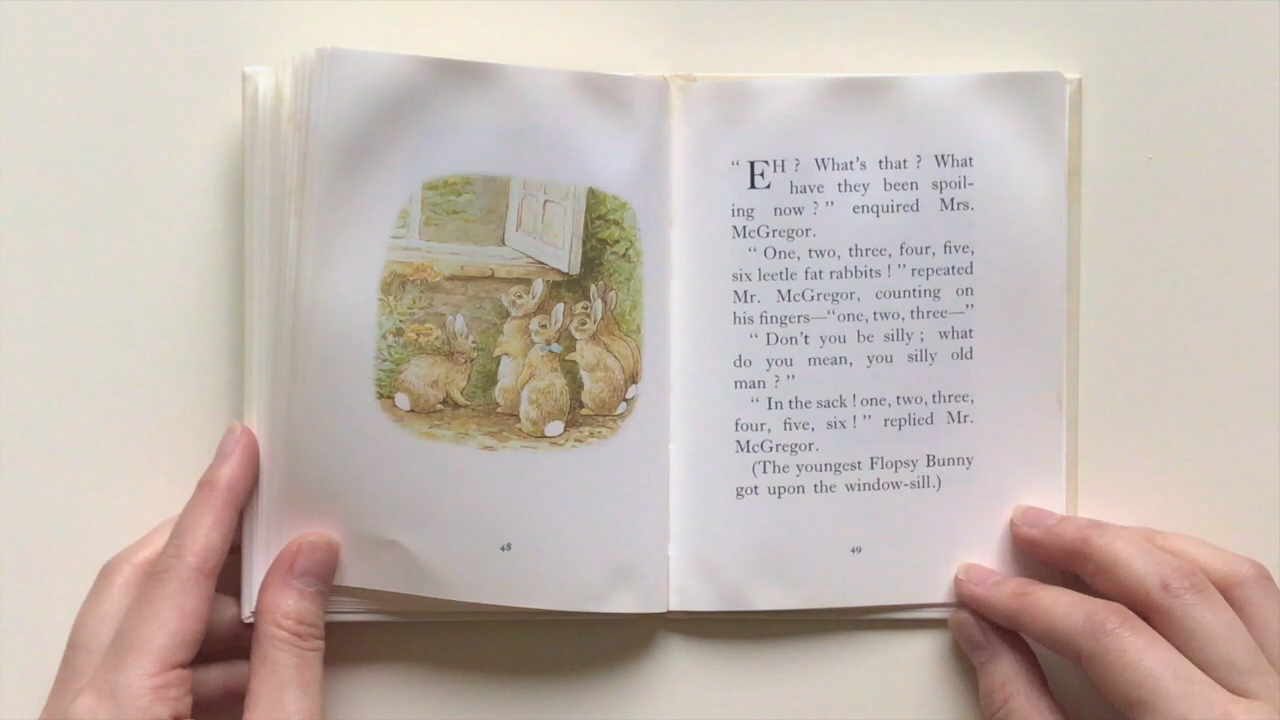 48
“ EH ? What's that ? What
have they been spoil-
ing now ? ” enquired Mrs.
McGregor.
“ One, two, three, four, five,
six leetle fat rabbits ! ” repeated
Mr. McGregor, counting on
his fingers—“one, two, three—”
“ Don't you be silly ; what
do you mean, you silly old
man ? ”
“ In the sack ! one, two, three,
four, five, six ! ” replied Mr.
McGregor.
(The youngest Flopsy Bunny
got upon the window-sill.)
49